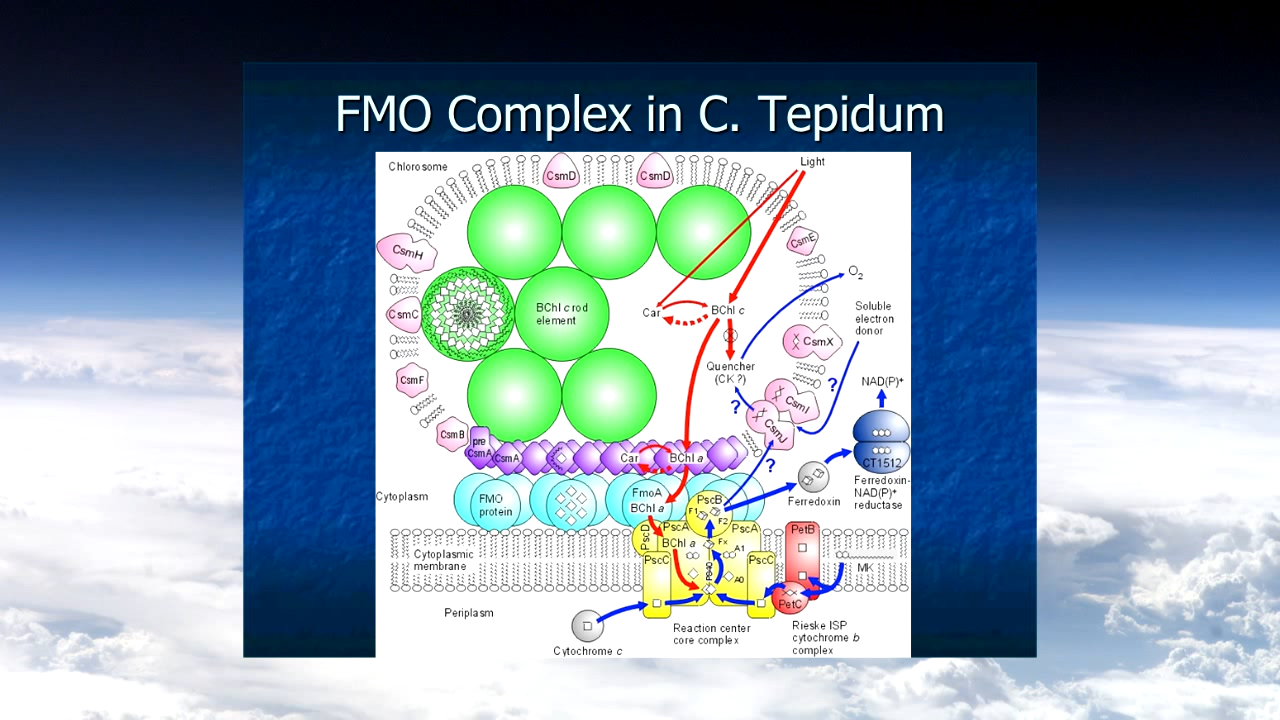 FMO Complex in C. Tepidum
Chlorosome
CsmD
CsmD
Light
CsmE
CsmH
O2
CsmC
BChl c rod
element
Car
BChl c
Soluble
electron
donor
CsmX
Quencher
(CK ?)
NAD(P)+
CsmF
?
?
CsmI
CsmJ
CsmB
pre
CsmA
CsmA
Car
BChl a
?
CT1512
Ferredoxin-
NAD(P)+
reductase
Cytoplasm
FMO
protein
FmoA
BChl a
PscB
F1
F2
Ferredoxin
PscD
PscA
PscA
PetB
BChl a
Fx
A1
Cytoplasmic
membrane
PscC
PscC
P840
A0
MK
PetC
Periplasm
Reaction center
core complex
Rieske ISP
cytochrome b
complex
Cytochrome c